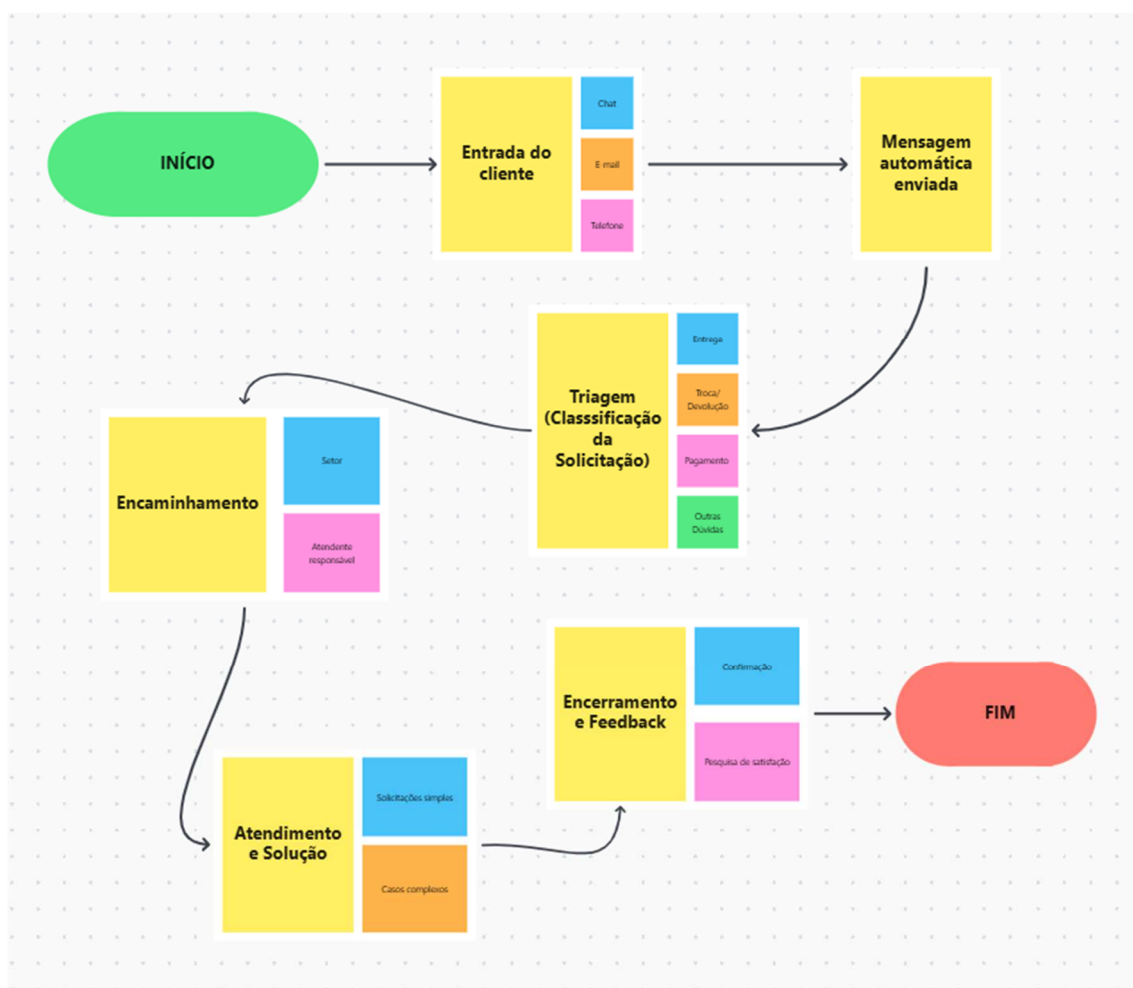 INÍCIO
Entrada do
cliente
Chat
E-mail
Telefone
Mensagem
automática
enviada
Triagem
(Classsificação
da
Solicitação)
Entrega
Troca/
Devolução
Pagamento
Outras
Dúvidas
Encaminhamento
Setor
Atendente
responsável
Atendimento
e Solução
Solicitações simples
Casos complexos
Encerramento
e Feedback
Confirmação
Pesquisa de satisfação
FIM